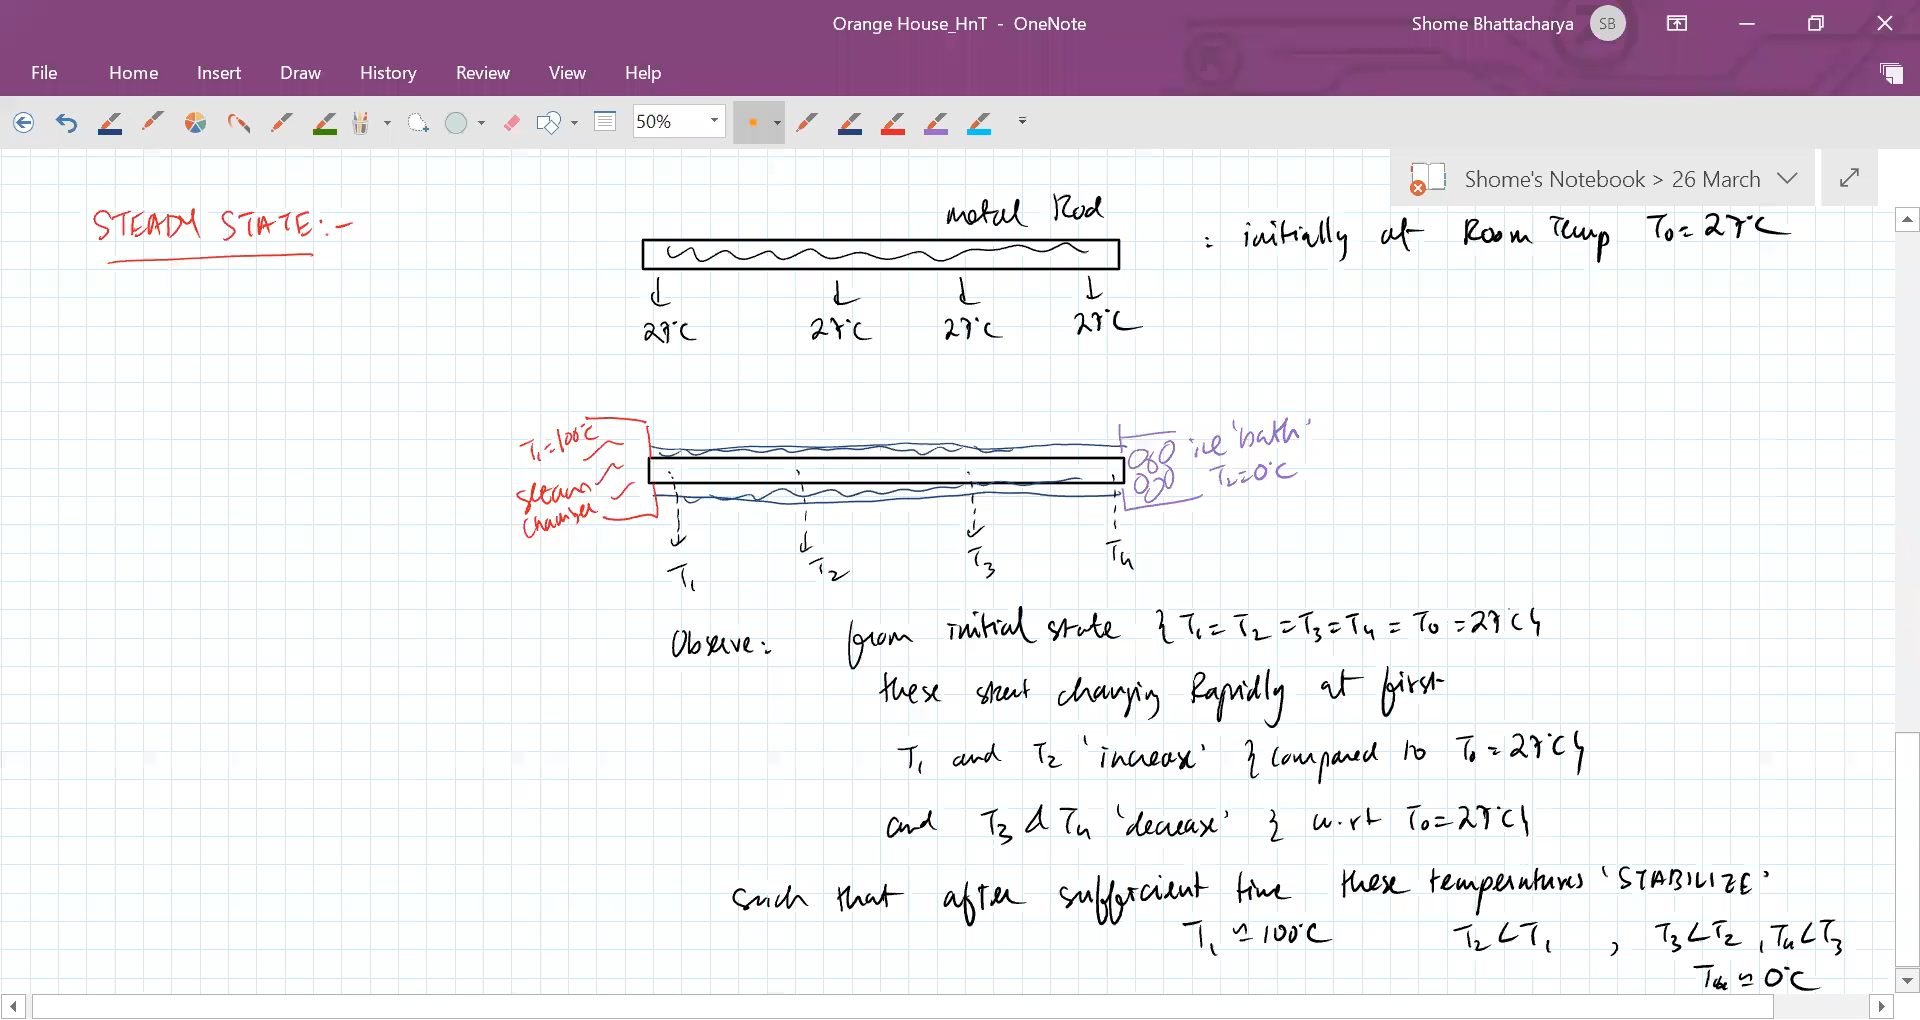 Orange House_HnT - OneNote
Shome Bhattacharya SB
File Home Insert Draw History Review View Help
50%
Shome's Notebook > 26 March
STEADY STATE:-
metal Rod
: initially at Room Temp T₀ = 27°C
27°C 27°C 27°C 27°C
T₁=100°C
steam
chamber
ice 'bath'
T₂=0°C
T₁ T₂ T₃ T₄
Observe: from initial state { T₁ = T₂ = T₃ = T₄ = T₀ = 27°C }
these start changing Rapidly at first
T₁ and T₂ 'increase' { compared to T₀ = 27°C }
and T₃ & T₄ 'decrease' { w.r.t T₀ = 27°C }
such that after sufficient time these temperatures 'STABILIZE'
T₁ ≃ 100°C T₂ < T₁ , T₃ < T₂ , T₄ < T₃
≃ 0°C